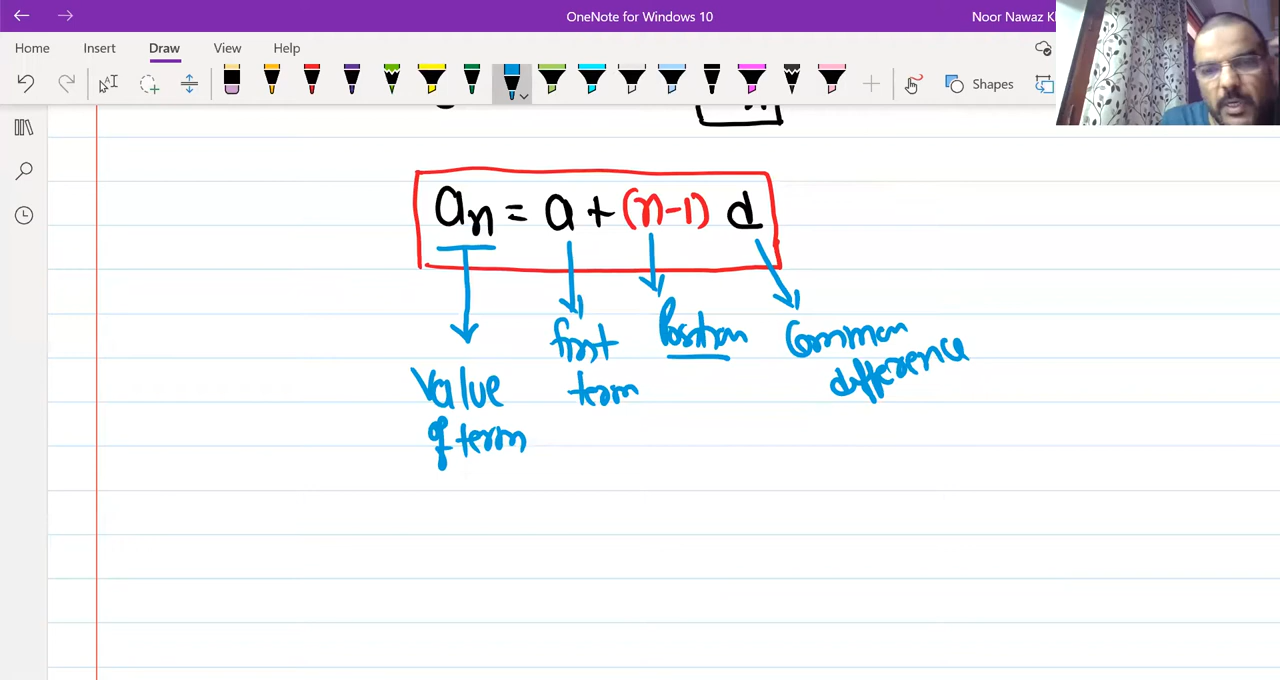 OneNote for Windows 10
Noor Nawaz Kh
Home Insert Draw View Help
Shapes
an = a + (n-1) d
Value
of term
first
term
Position
Common
difference